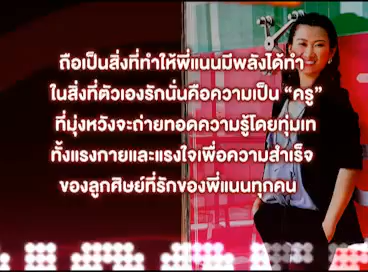 ถือเป็นสิ่งที่ทำให้พี่แนนมีพลังได้ทำ
ในสิ่งที่ตัวเองรักนั่นคือความเป็น “ครู”
ที่มุ่งหวังจะถ่ายทอดความรู้โดยทุ่มเท
ทั้งแรงกายและแรงใจเพื่อความสำเร็จ
ของลูกศิษย์ที่รักของพี่แนนทุกคน